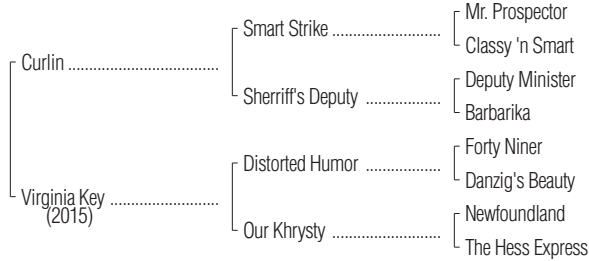 Mr. Prospector
Smart Strike ....................
Classy 'n Smart
Curlin ....................................
Deputy Minister
Sherriff's Deputy ..................
Barbarika
Forty Niner
Distorted Humor ..................
Danzig's Beauty
Virginia Key ..........................
(2015)
Newfoundland
Our Khrysty ..........................
The Hess Express